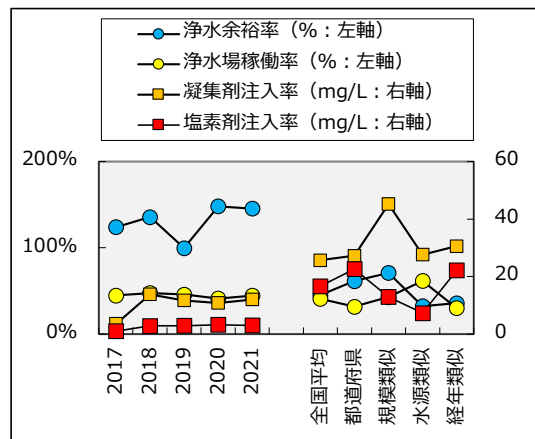 浄水余裕率（%：左軸）
浄水場稼働率（%：左軸）
凝集剤注入率（mg/L：右軸）
塩素剤注入率（mg/L：右軸）
200%
100%
0%
60
40
20
0
2017
2018
2019
2020
2021
全国平均
都道府県
規模類似
水源類似
経年類似